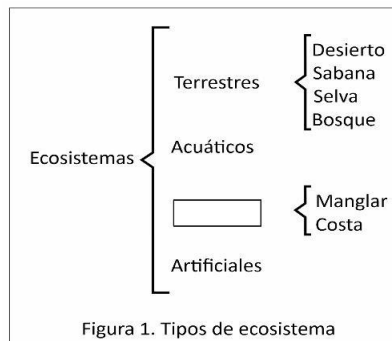 Ecosistemas
Terrestres
Desierto
Sabana
Selva
Bosque
Acuáticos
Manglar
Costa
Artificiales
Figura 1. Tipos de ecosistema